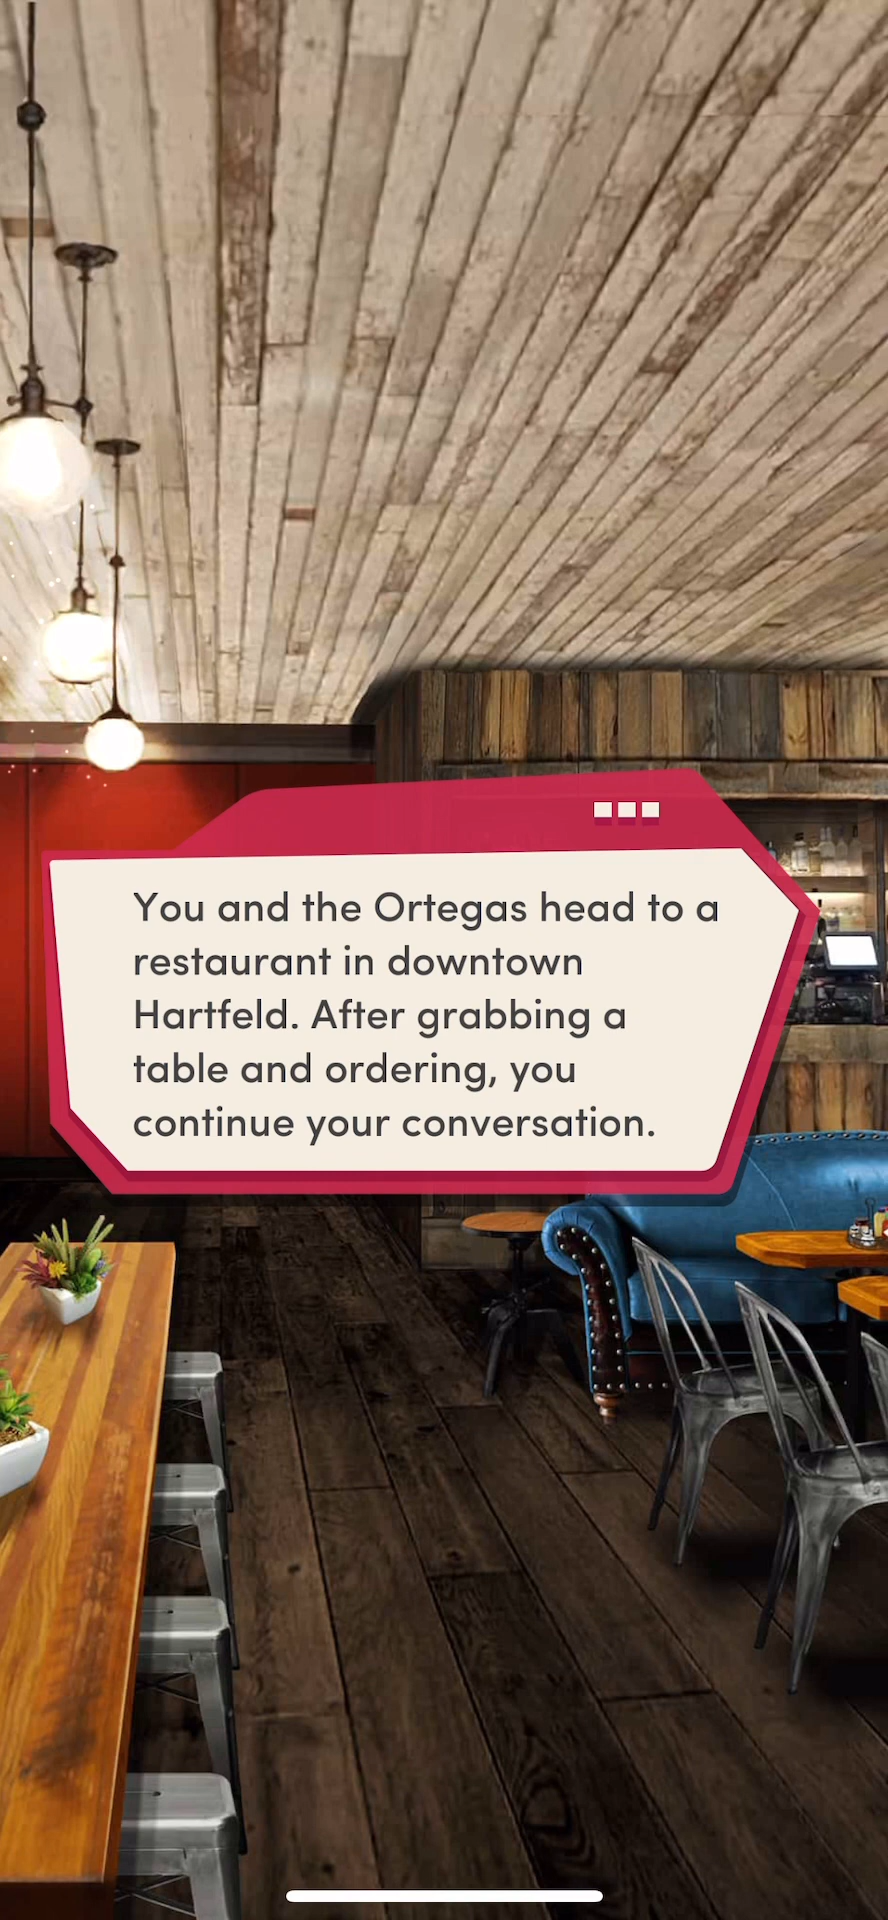 You and the Ortegas head to a
restaurant in downtown
Hartfeld. After grabbing a
table and ordering, you
continue your conversation.